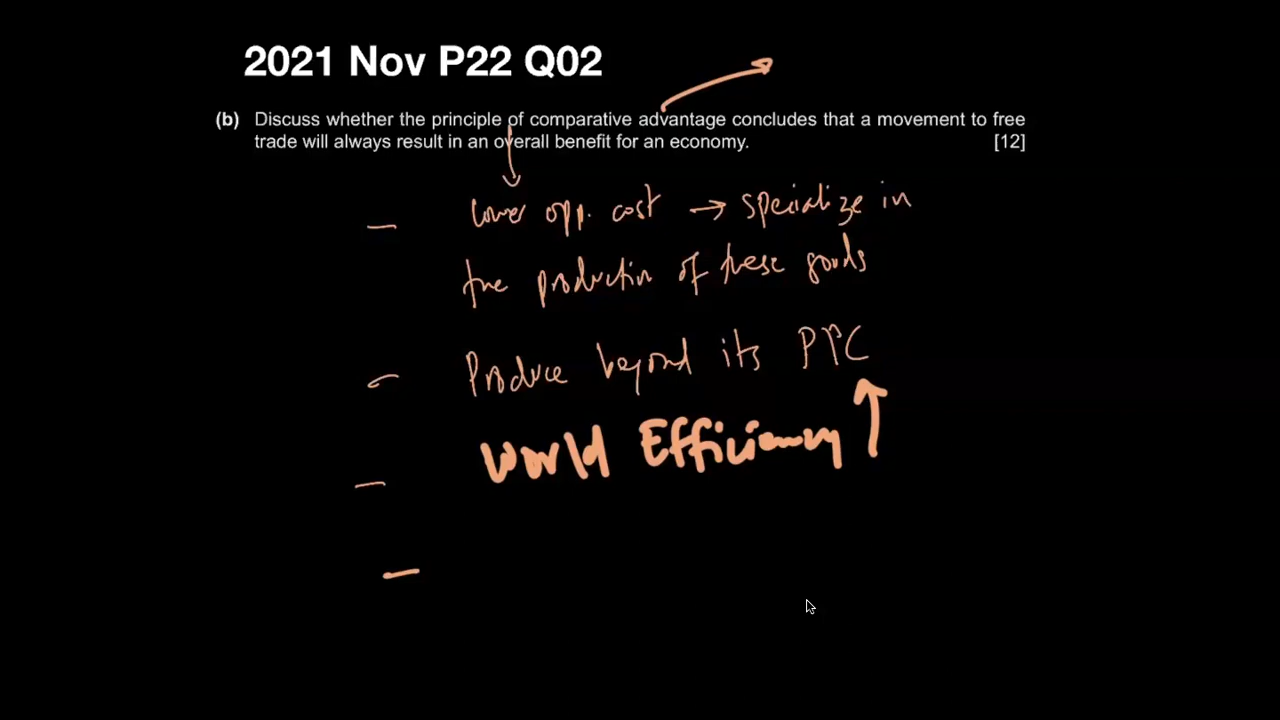 2021 Nov P22 Q02
(b) Discuss whether the principle of comparative advantage concludes that a movement to free
trade will always result in an overall benefit for an economy. [12]
— lower opp. cost → specialize in
the production of these goods
— Produce beyond its PPC
— World Efficiency ↑
—